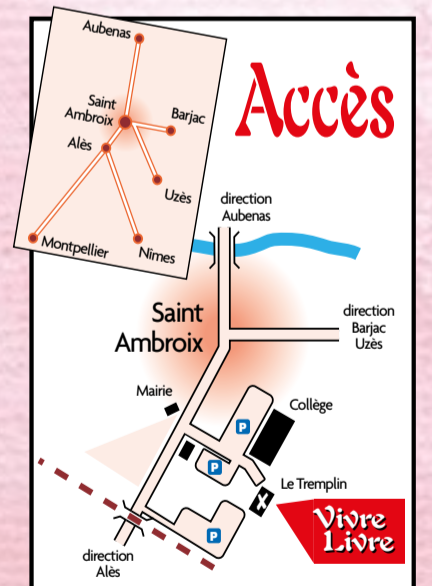 Aubenas
Saint
Ambroix
Barjac
Alès
Uzès
Montpellier
Nimes
Accès
direction
Aubenas
Saint
Ambroix
direction
Barjac
Uzès
Mairie
Collège
P
P
Le Tremplin
P
Vivre
Livre
direction
Alès